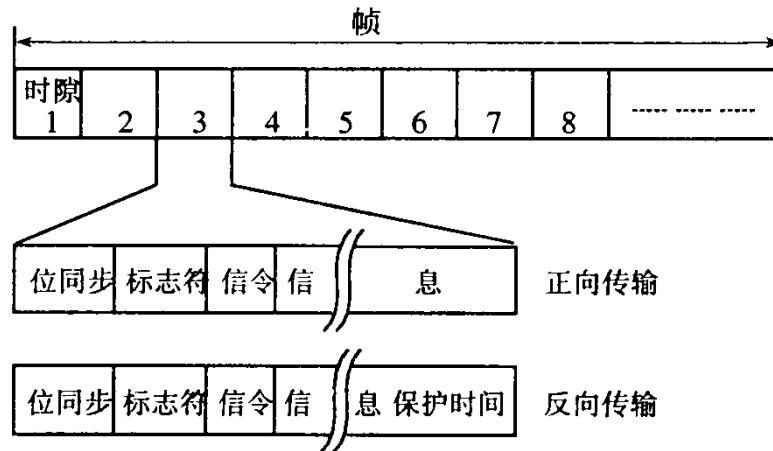 帧
时隙
1 2 3 4 5 6 7 8 ..... .... ....
位同步 标志符 信令 信 息 正向传输
位同步 标志符 信令 信 息 保护时间 反向传输